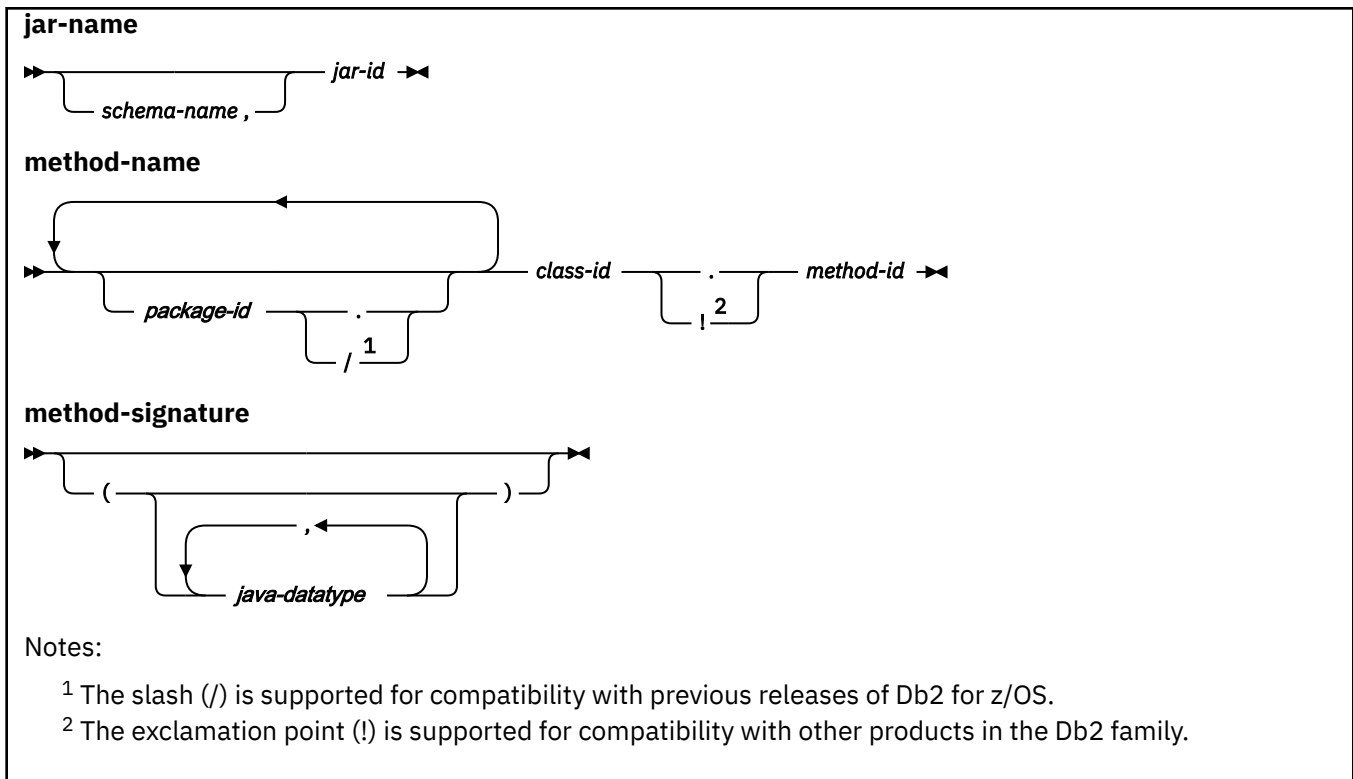 jar-name
schema-name , jar-id
method-name
package-id . / 1 class-id . ! 2 method-id
method-signature
( , java-datatype )
Notes:
1 The slash (/) is supported for compatibility with previous releases of Db2 for z/OS.
2 The exclamation point (!) is supported for compatibility with other products in the Db2 family.